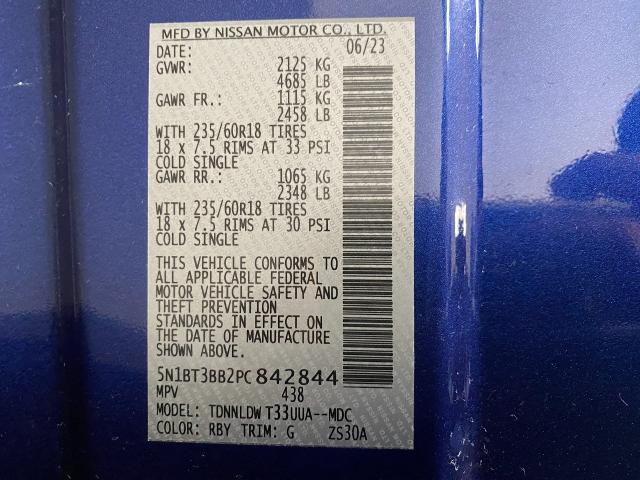 MFD BY NISSAN MOTOR CO., LTD.
DATE: 06/23
GVWR: 2125 KG
4685 LB
GAWR FR.: 1115 KG
2458 LB
WITH 235/60R18 TIRES
18 x 7.5 RIMS AT 33 PSI
COLD SINGLE
GAWR RR.: 1065 KG
2348 LB
WITH 235/60R18 TIRES
18 x 7.5 RIMS AT 30 PSI
COLD SINGLE
THIS VEHICLE CONFORMS TO
ALL APPLICABLE FEDERAL
MOTOR VEHICLE SAFETY AND
THEFT PREVENTION
STANDARDS IN EFFECT ON
THE DATE OF MANUFACTURE
SHOWN ABOVE.
5N1BT3BB2PC842844
MPV 438
MODEL: TDNNLDW T33UUA--MDC
COLOR: RBY TRIM: G ZS30A